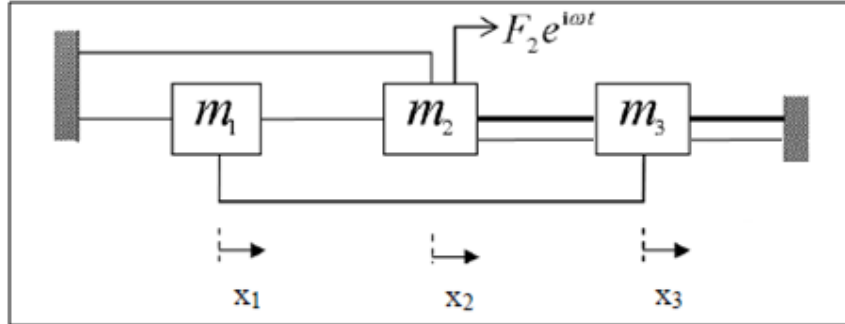 F₂e^{iωt}
m₁ m₂ m₃
x₁ x₂ x₃